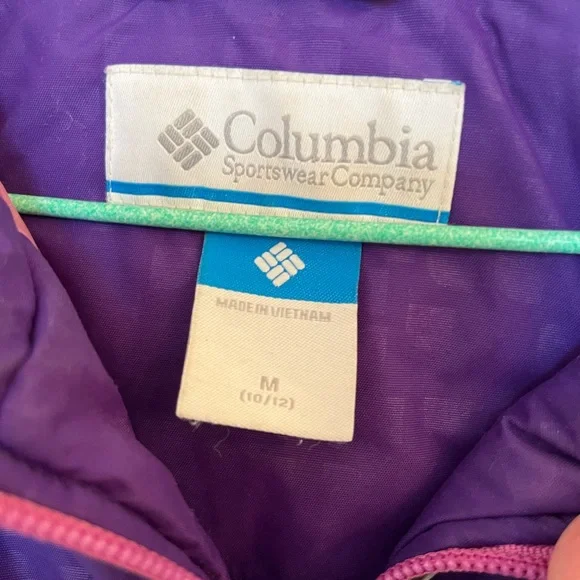 Columbia
Sportswear Company
MADE IN VIETNAM
M
(10/12)